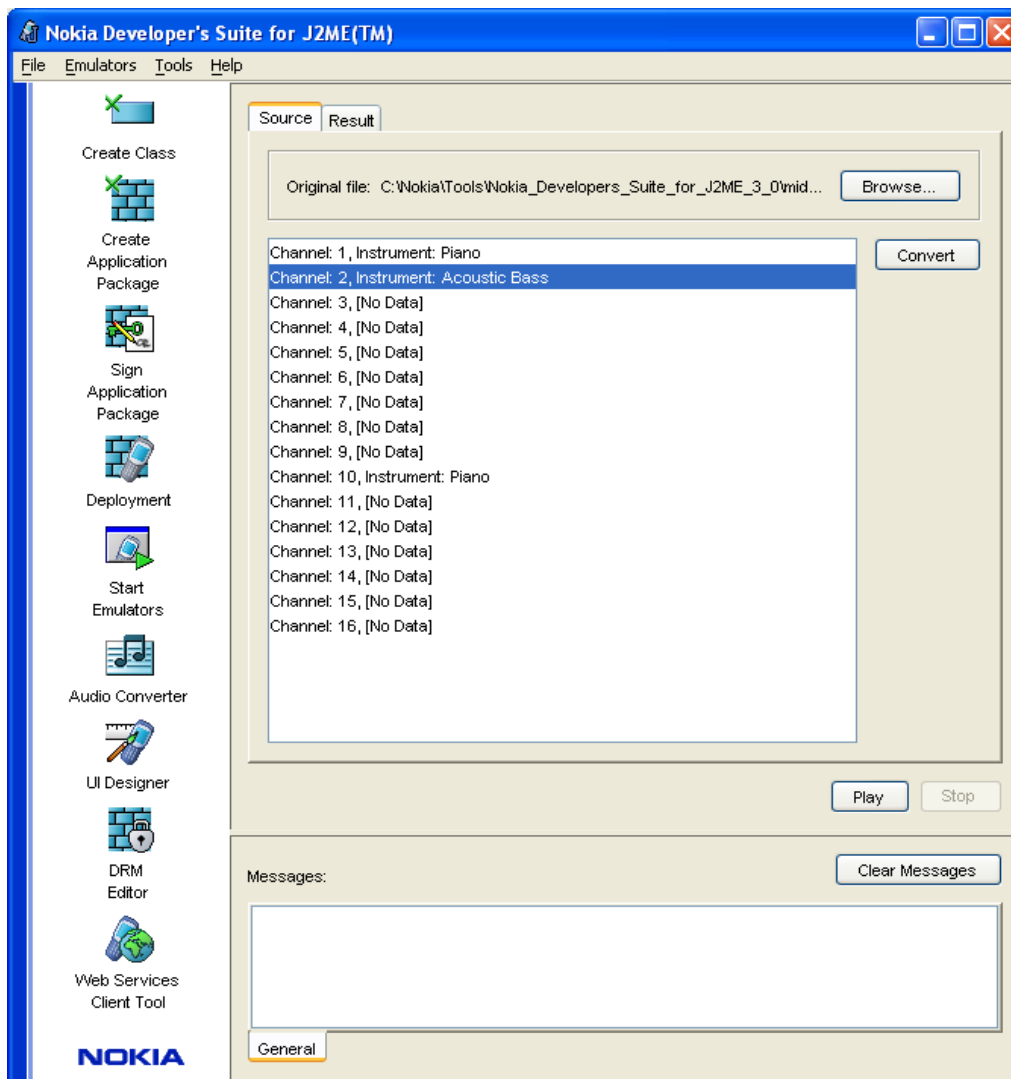 Nokia Developer's Suite for J2ME(TM)
File Emulators Tools Help
Create Class
Create
Application
Package
Sign
Application
Package
Deployment
Start
Emulators
Audio Converter
UI Designer
DRM
Editor
Web Services
Client Tool
NOKIA
Source Result
Original file: C:\Nokia\Tools\Nokia_Developers_Suite_for_J2ME_3_0\mid... Browse...
Channel: 1, Instrument: Piano
Channel: 2, Instrument: Acoustic Bass
Channel: 3, [No Data]
Channel: 4, [No Data]
Channel: 5, [No Data]
Channel: 6, [No Data]
Channel: 7, [No Data]
Channel: 8, [No Data]
Channel: 9, [No Data]
Channel: 10, Instrument: Piano
Channel: 11, [No Data]
Channel: 12, [No Data]
Channel: 13, [No Data]
Channel: 14, [No Data]
Channel: 15, [No Data]
Channel: 16, [No Data]
Convert
Play Stop
Messages: Clear Messages
General